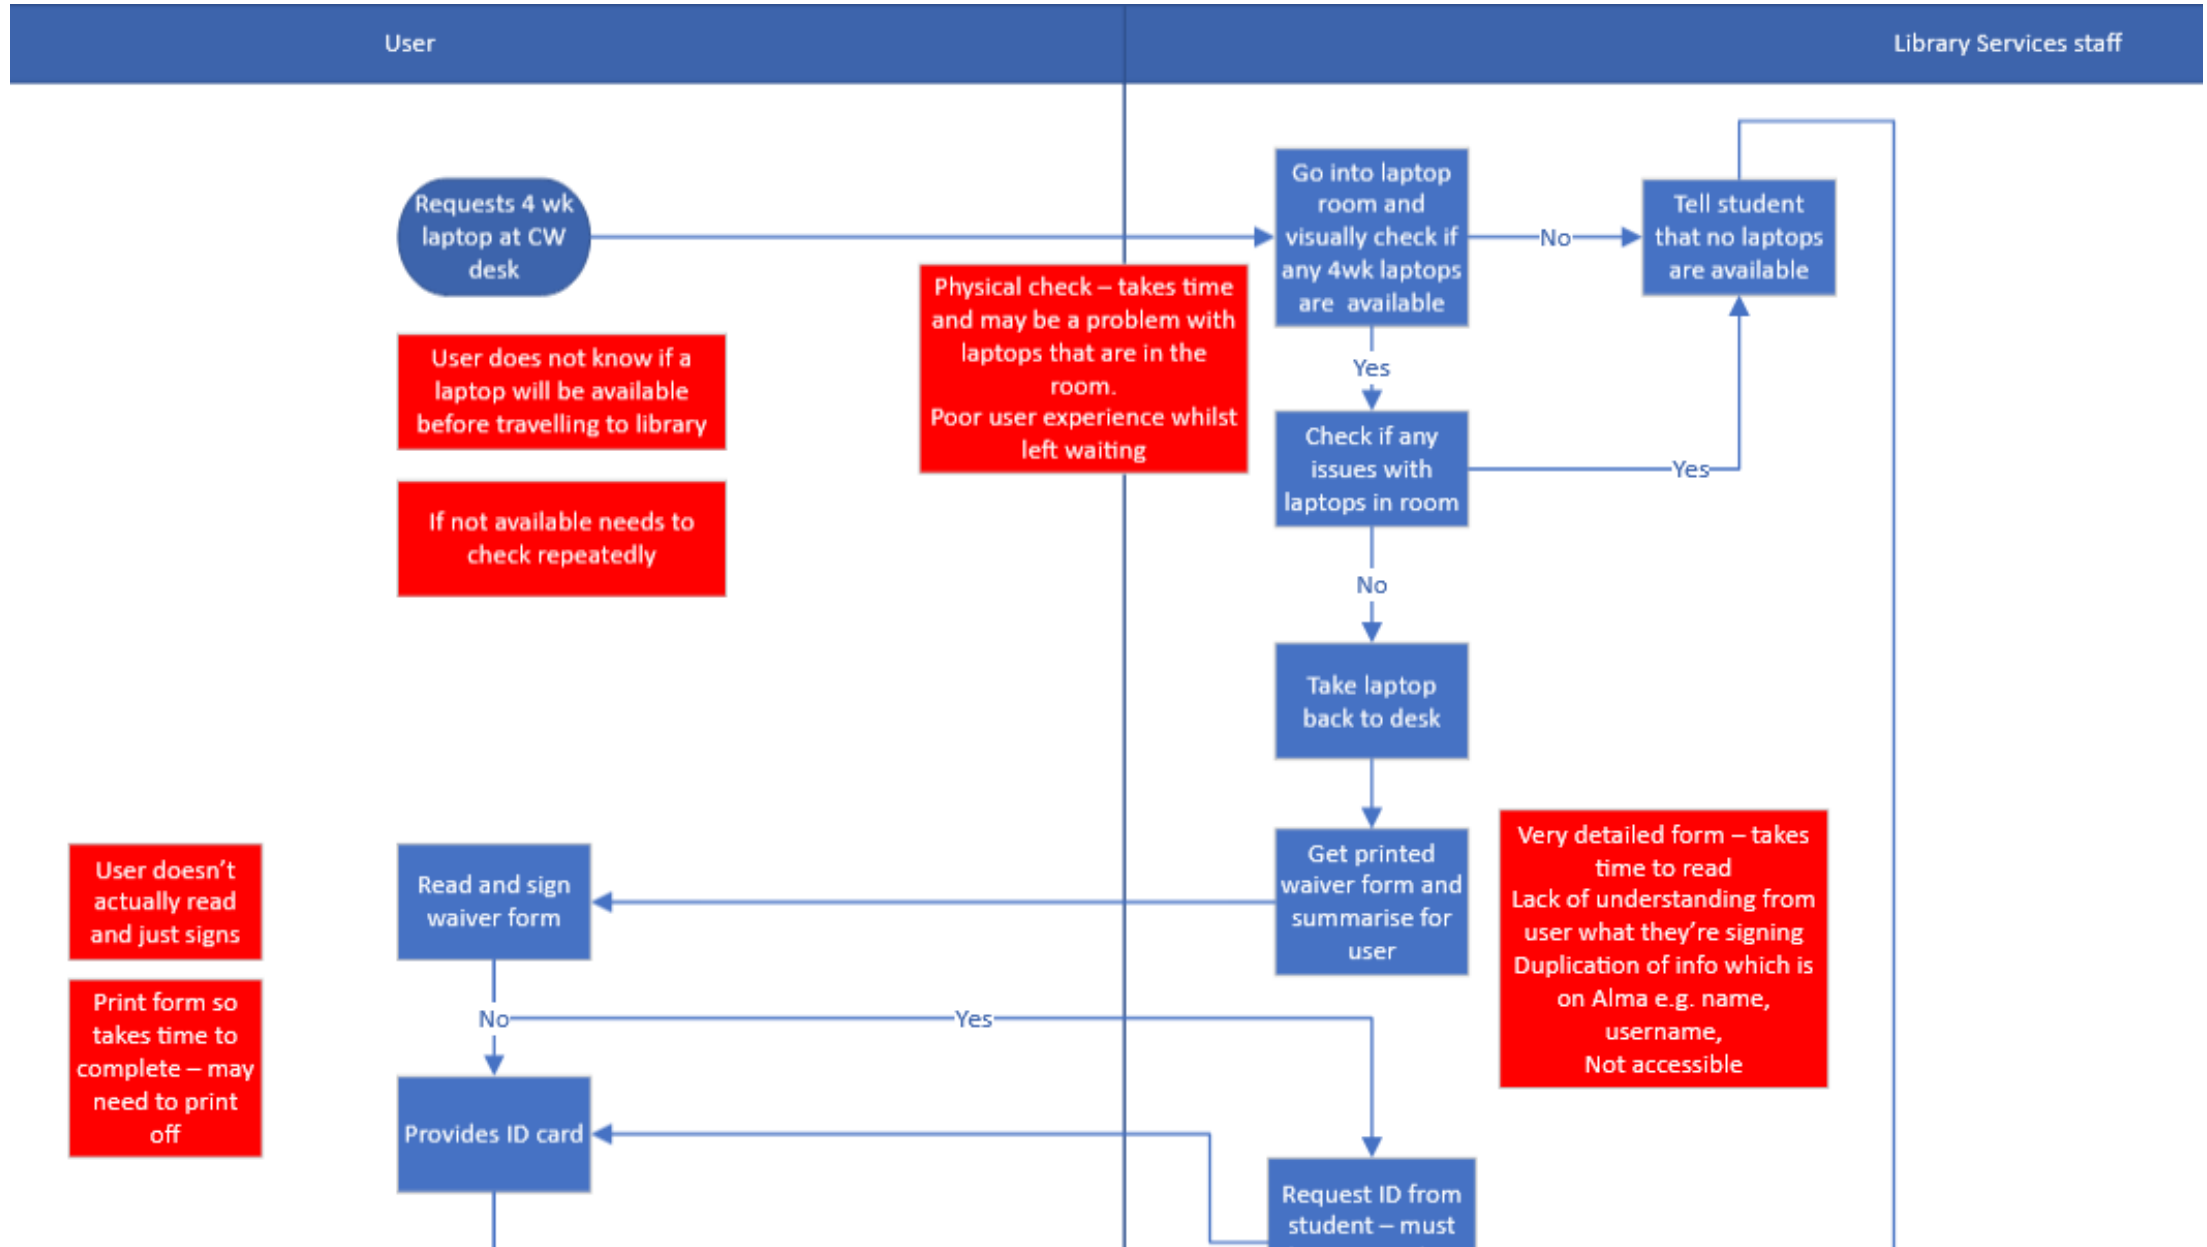 User
Library Services staff
Requests 4 wk
laptop at CW
desk
Go into laptop
room and
visually check if
any 4wk laptops
are available
No
Tell student
that no laptops
are available
User does not know if a
laptop will be available
before travelling to library
Physical check – takes time
and may be a problem with
laptops that are in the
room.
Poor user experience whilst
left waiting
Yes
Check if any
issues with
laptops in room
Yes
If not available needs to
check repeatedly
No
Take laptop
back to desk
User doesn’t
actually read
and just signs
Read and sign
waiver form
Get printed
waiver form and
summarise for
user
Very detailed form – takes
time to read
Lack of understanding from
user what they’re signing
Duplication of info which is
on Alma e.g. name,
username,
Not accessible
Print form so
takes time to
complete – may
need to print
off
No
Yes
Provides ID card
Request ID from
student – must